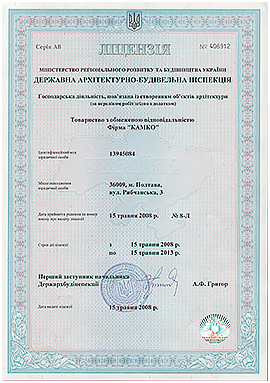 Серія АВ
ЛІЦЕНЗІЯ
№ 406912
МІНІСТЕРСТВО РЕГІОНАЛЬНОГО РОЗВИТКУ ТА БУДІВНИЦТВА УКРАЇНИ
ДЕРЖАВНА АРХІТЕКТУРНО-БУДІВЕЛЬНА ІНСПЕКЦІЯ
Господарська діяльність, пов'язана із створенням об'єктів архітектури
(за переліком робіт згідно з додатком)
Товариство з обмеженою відповідальністю
Фірма "КАМКО"
Ідентифікаційний код
юридичної особи
13945084
Місцезнаходження
юридичної особи
36009, м. Полтава,
вул. Рибчанська, 3
Дата прийняття рішення та номер
про видачу ліцензії
15 травня 2008 р. № 8-Л
Строк дії ліцензії
з 15 травня 2008 р.
по 15 травня 2013 р.
Перший заступник начальника
Держархбудінспекції
А.Ф. Григор
Дата видачі ліцензії
15 травня 2008 р.